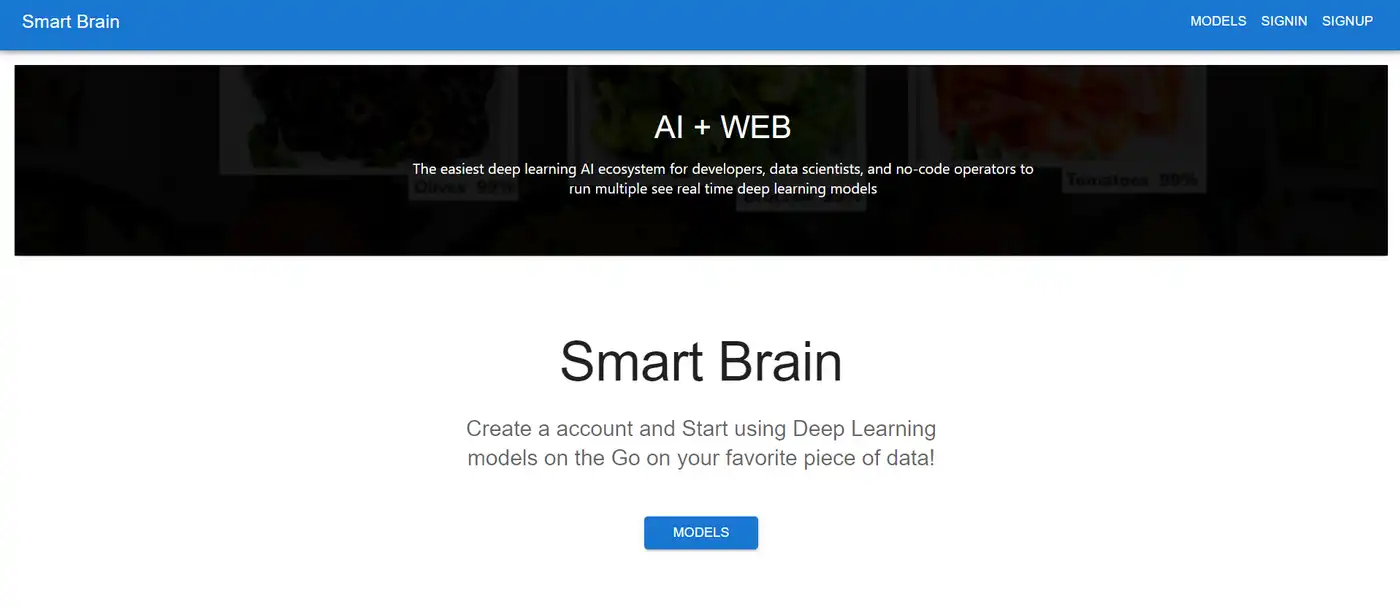 Smart Brain
MODELS SIGNIN SIGNUP
AI + WEB
The easiest deep learning AI ecosystem for developers, data scientists, and no-code operators to
run multiple see real time deep learning models
Olives 99%
Tomatoes 99%
Smart Brain
Create a account and Start using Deep Learning
models on the Go on your favorite piece of data!
MODELS